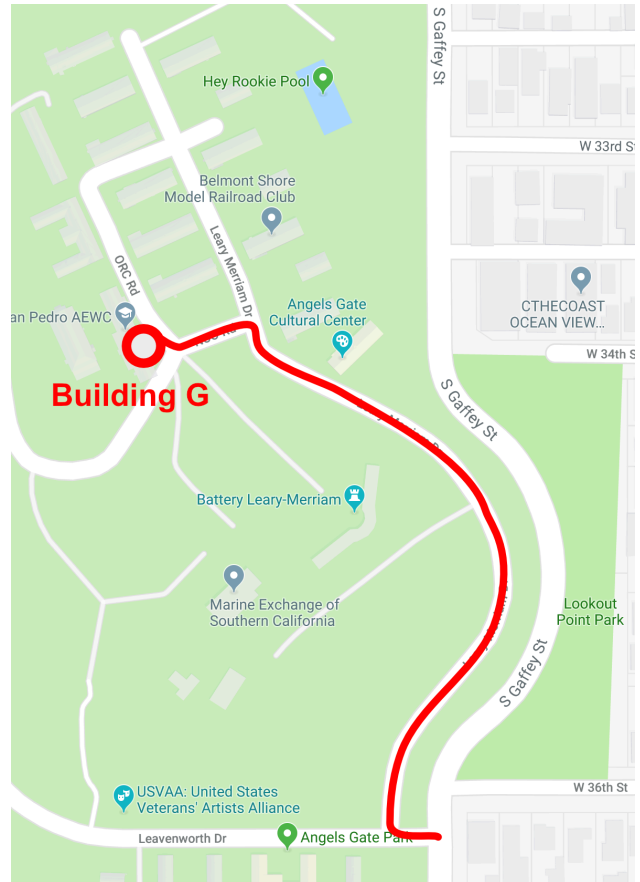 S Gaffey St
Hey Rookie Pool
W 33rd St
Belmont Shore
Model Railroad Club
Leary Merriam Dr
ORC Rd
an Pedro AEWC
Angels Gate
Cultural Center
CTHECOAST
OCEAN VIEW...
W 34th S
Building G
S Gaffey St
Battery Leary-Merriam
Marine Exchange of
Southern California
Lookout
Point Park
S Gaffey St
W 36th St
USVAA: United States
Veterans' Artists Alliance
Leavenworth Dr
Angels Gate Park